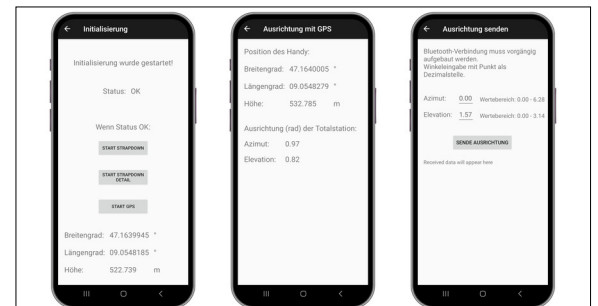 Initialisierung
Initialisierung wurde gestartet!
Status: OK
Wenn Status OK:
START STRAPDOWN
START STRAPDOWN
DETAIL
START GPS
Breitengrad: 47.1639945 °
Längengrad: 09.0548185 °
Höhe: 522.739 m
Ausrichtung mit GPS
Position des Handy:
Breitengrad: 47.1640005 °
Längengrad: 09.0548279 °
Höhe: 532.785 m
Ausrichtung (rad) der Totalstation:
Azimut: 0.97
Elevation: 0.82
Ausrichtung senden
Bluetooth-Verbindung muss vorgängig
aufgebaut werden.
Winkeleingabe mit Punkt als
Dezimalstelle.
Azimut: 0.00 Wertebereich: 0.00 - 6.28
Elevation: 1.57 Wertebereich: 0.00 - 3.14
SENDE AUSRICHTUNG
Received data will appear here